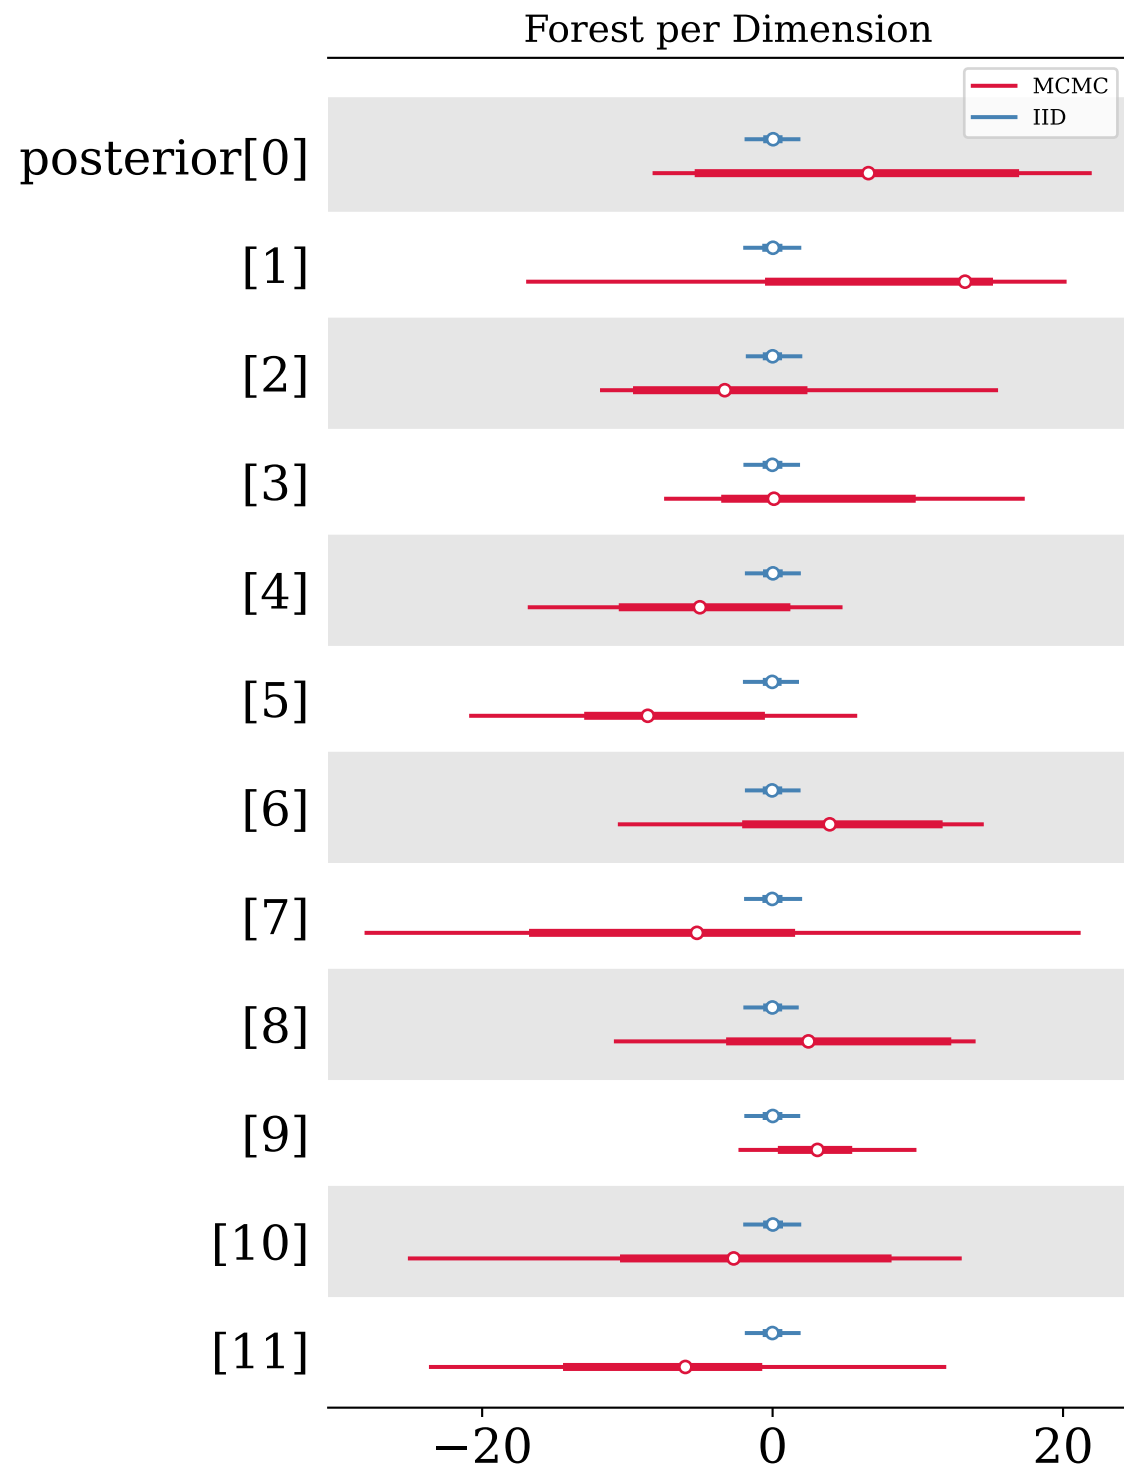 Forest per Dimension
MCMC
IID
posterior[0]
[1]
[2]
[3]
[4]
[5]
[6]
[7]
[8]
[9]
[10]
[11]
−20 0 20